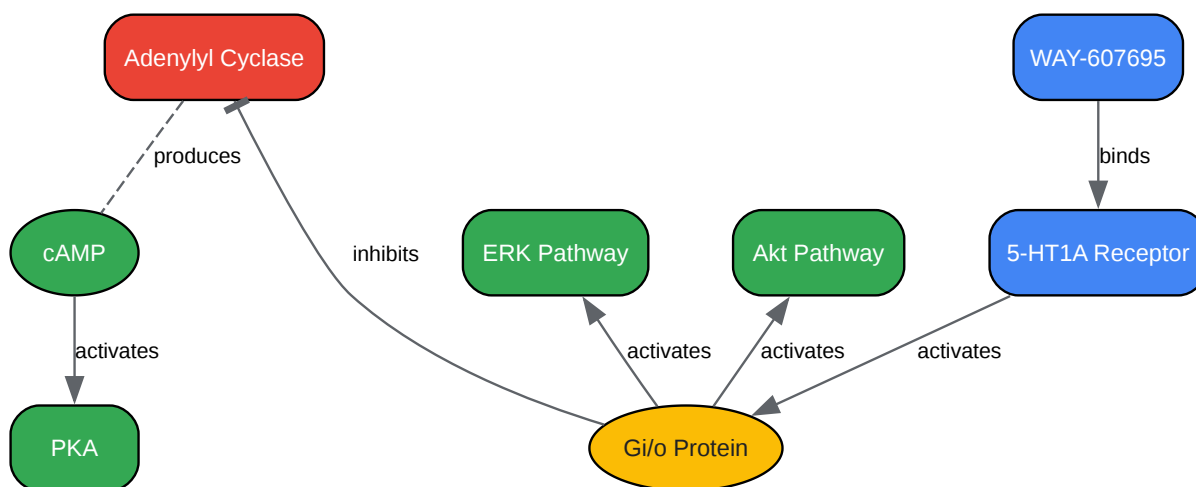 Adenylyl Cyclase
WAY-607695
produces
binds
cAMP
inhibits
ERK Pathway
Akt Pathway
5-HT1A Receptor
activates
activates
activates
activates
PKA
Gi/o Protein